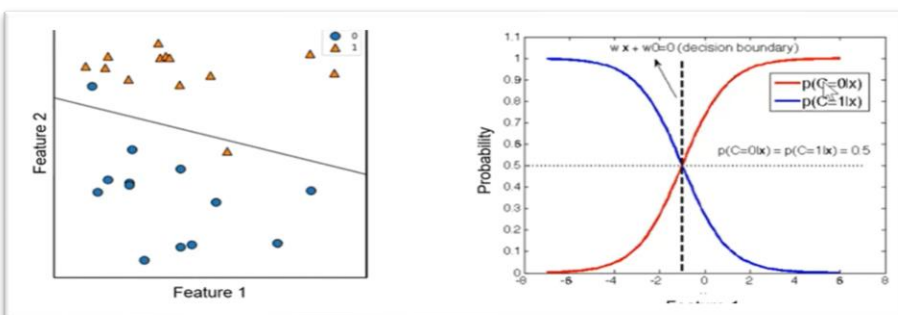 0
1
Feature 2
Feature 1
1.1
1
0.9
0.8
0.7
0.6
0.5
0.4
0.3
0.2
0.1
0
Probability
w x + w0=0 (decision boundary)
p(C=0|x)
p(C=1|x)
p(C=0|x) = p(C=1|x) = 0.5
-8 -6 -4 -2 0 2 4 6 8